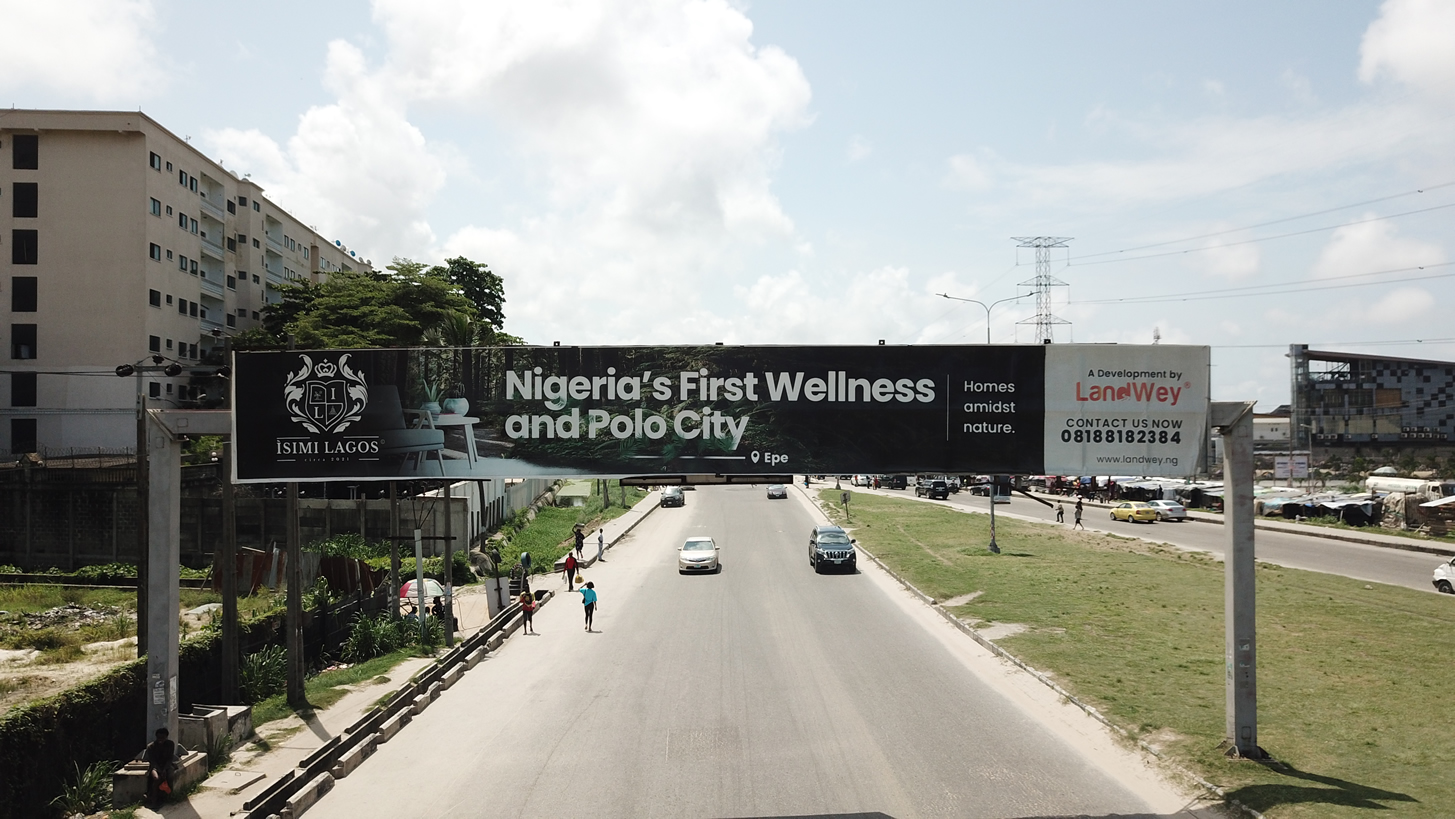 ISIMI LAGOS
Nigeria's First Wellness
and Polo City
Epe
Homes
amidst
nature.
A Development by
LandWey®
CONTACT US NOW
08188182384
www.landwey.ng